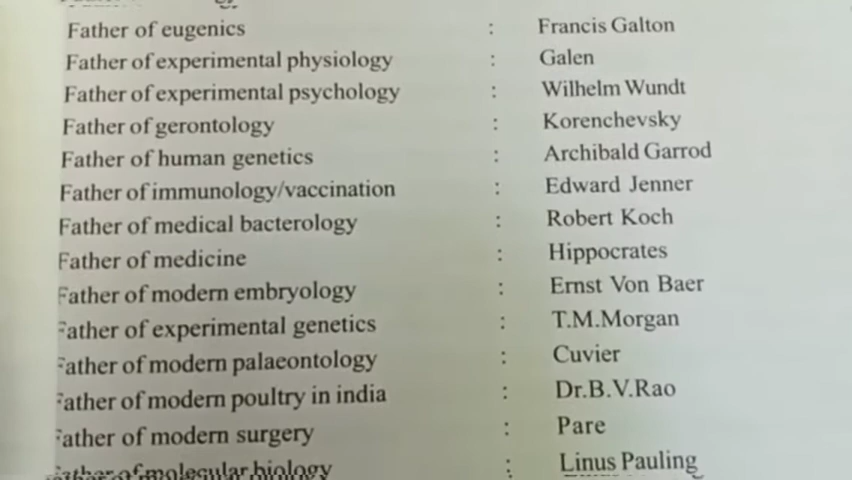 Father of eugenics : Francis Galton
Father of experimental physiology : Galen
Father of experimental psychology : Wilhelm Wundt
Father of gerontology : Korenchevsky
Father of human genetics : Archibald Garrod
Father of immunology/vaccination : Edward Jenner
Father of medical bacterology : Robert Koch
Father of medicine : Hippocrates
Father of modern embryology : Ernst Von Baer
Father of experimental genetics : T.M.Morgan
Father of modern palaeontology : Cuvier
Father of modern poultry in india : Dr.B.V.Rao
Father of modern surgery : Pare
Father of molecular biology : Linus Pauling